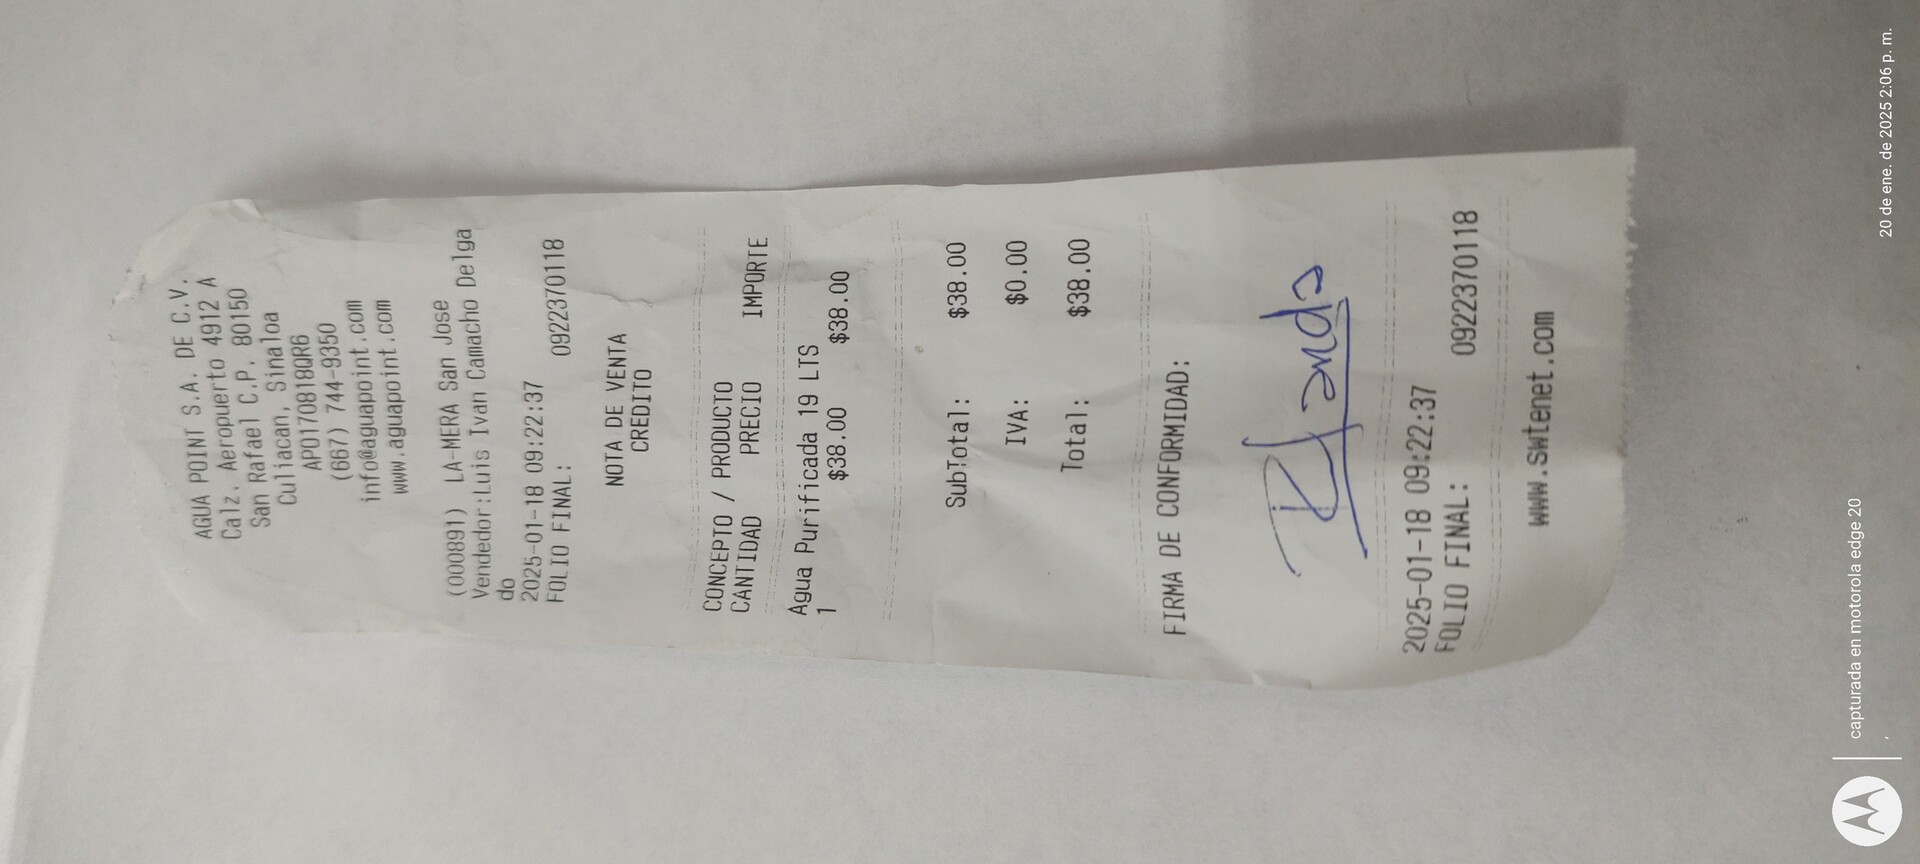 AGUA POINT S.A. DE C.V.
Calz. Aeropuerto 4912 A
San Rafael C.P. 80150
Culiacan, Sinaloa
APO170818QR6
(667) 744-9350
info@aguapoint.com
www.aguapoint.com
(000891) LA-MERA San Jose
Vendedor:Luis Ivan Camacho Delga
do
2025-01-18 09:22:37
FOLIO FINAL: 0922370118
NOTA DE VENTA
CREDITO
CONCEPTO / PRODUCTO
CANTIDAD PRECIO IMPORTE
Agua Purificada 19 LTS
1 $38.00 $38.00
SubTotal: $38.00
IVA: $0.00
Total: $38.00
FIRMA DE CONFORMIDAD:
2025-01-18 09:22:37
FOLIO FINAL: 0922370118
www.swtenet.com
capturada en motorola edge 20
,
20 de ene. de 2025 2:06 p. m.